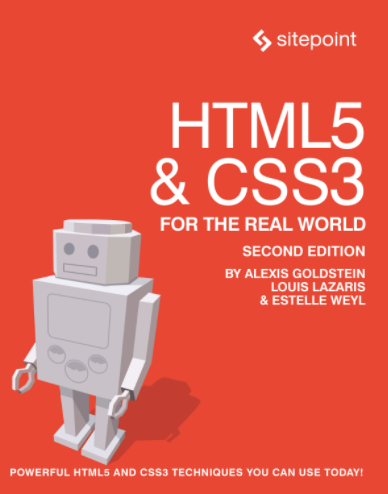 sitepoint
HTML5
& CSS3
FOR THE REAL WORLD
SECOND EDITION
BY ALEXIS GOLDSTEIN
LOUIS LAZARIS
& ESTELLE WEYL
POWERFUL HTML5 AND CSS3 TECHNIQUES YOU CAN USE TODAY!